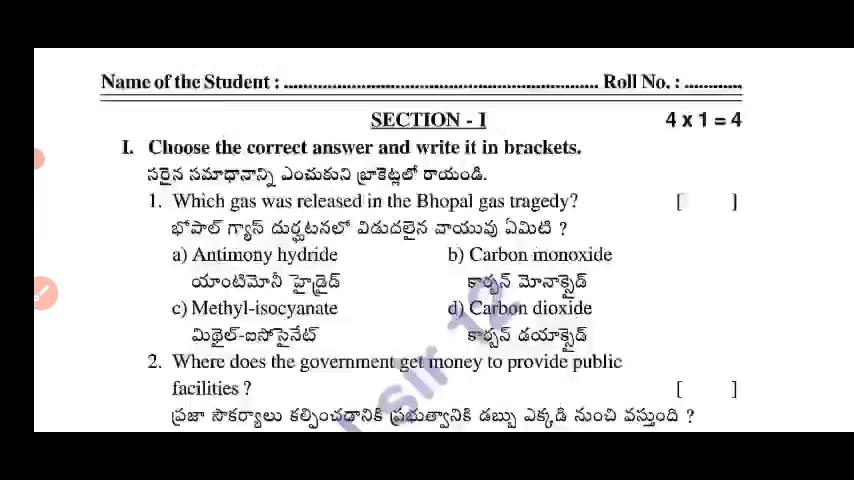 Name of the Student : ........................................................................ Roll No. : ............
SECTION - I 4 x 1 = 4
I. Choose the correct answer and write it in brackets.
సరైన సమాధానాన్ని ఎంచుకుని బ్రాకెట్లలో రాయండి.
1. Which gas was released in the Bhopal gas tragedy? [ ]
భోపాల్ గ్యాస్ దుర్ఘటనలో విడుదలైన వాయువు ఏమిటి ?
a) Antimony hydride b) Carbon monoxide
యాంటిమోనీ హైడ్రైడ్ కార్బన్ మోనాక్సైడ్
c) Methyl-isocyanate d) Carbon dioxide
మిథైల్-ఐసోసైనేట్ కార్బన్ డయాక్సైడ్
2. Where does the government get money to provide public
facilities ? [ ]
ప్రజా సౌకర్యాలు కల్పించడానికి ప్రభుత్వానికి డబ్బు ఎక్కడి నుంచి వస్తుంది ?
sir 12